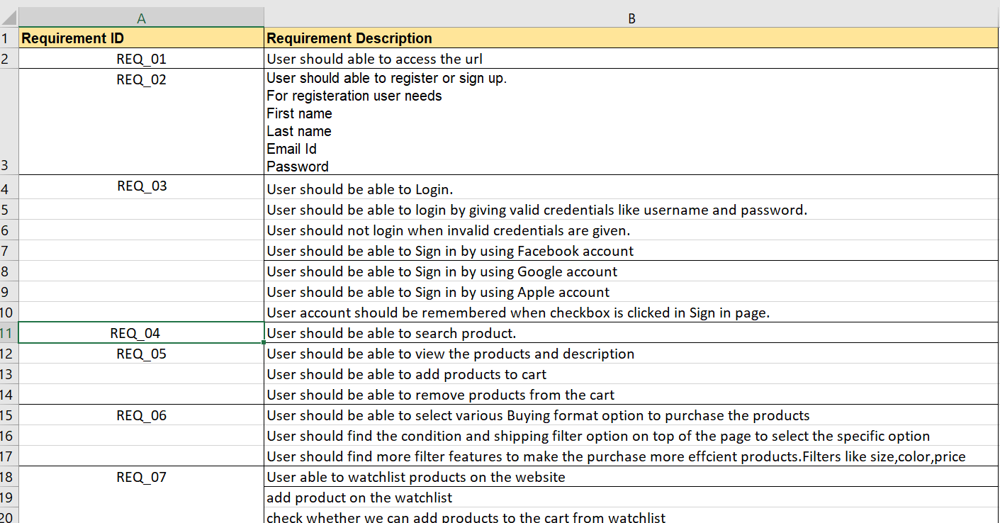 A B
1 Requirement ID Requirement Description
2 REQ_01 User should able to access the url
REQ_02 User should able to register or sign up.
For registeration user needs
First name
Last name
Email Id
3 Password
4 REQ_03 User should be able to Login.
5 User should be able to login by giving valid credentials like username and password.
6 User should not login when invalid credentials are given.
7 User should be able to Sign in by using Facebook account
8 User should be able to Sign in by using Google account
9 User should be able to Sign in by using Apple account
10 User account should be remembered when checkbox is clicked in Sign in page.
11 REQ_04 User should be able to search product.
12 REQ_05 User should be able to view the products and description
13 User should be able to add products to cart
14 User should be able to remove products from the cart
15 REQ_06 User should be able to select various Buying format option to purchase the products
16 User should find the condition and shipping filter option on top of the page to select the specific option
17 User should find more filter features to make the purchase more effcient products.Filters like size,color,price
18 REQ_07 User able to watchlist products on the website
19 add product on the watchlist
20 check whether we can add products to the cart from watchlist